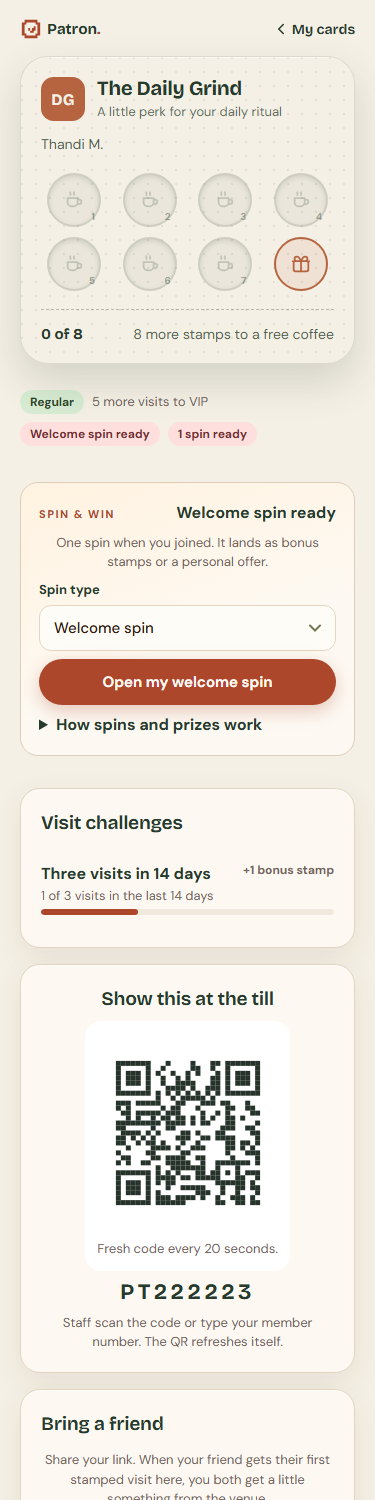 Patron.
My cards
DG
The Daily Grind
A little perk for your daily ritual
Thandi M.
1
2
3
4
5
6
7
0 of 8
8 more stamps to a free coffee
Regular
5 more visits to VIP
Welcome spin ready
1 spin ready
SPIN & WIN
Welcome spin ready
One spin when you joined. It lands as bonus
stamps or a personal offer.
Spin type
Welcome spin
Open my welcome spin
How spins and prizes work
Visit challenges
Three visits in 14 days
+1 bonus stamp
1 of 3 visits in the last 14 days
Show this at the till
Fresh code every 20 seconds.
PT222223
Staff scan the code or type your member
number. The QR refreshes itself.
Bring a friend
Share your link. When your friend gets their first
stamped visit here, you both get a little
something from the venue